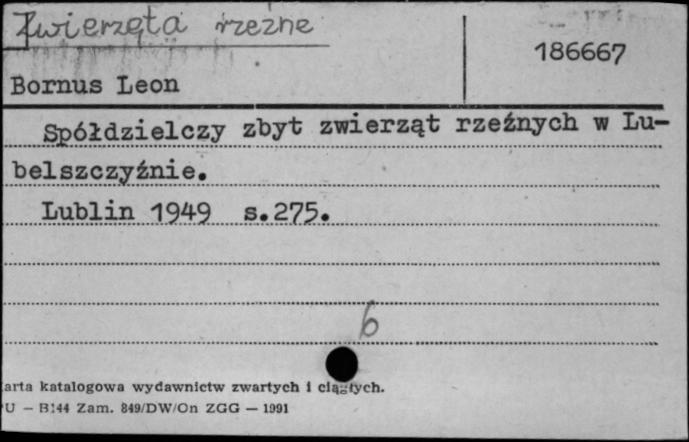 Zwierzęta rzeźne
186667
Bornus Leon
Spółdzielczy zbyt zwierząt rzeźnych w Lu-
belszczyźnie.
Lublin 1949 s.275.
6
arta katalogowa wydawnictw zwartych i ciągłych.
U — B144 Zam. 849/DW/On ZGG — 1991